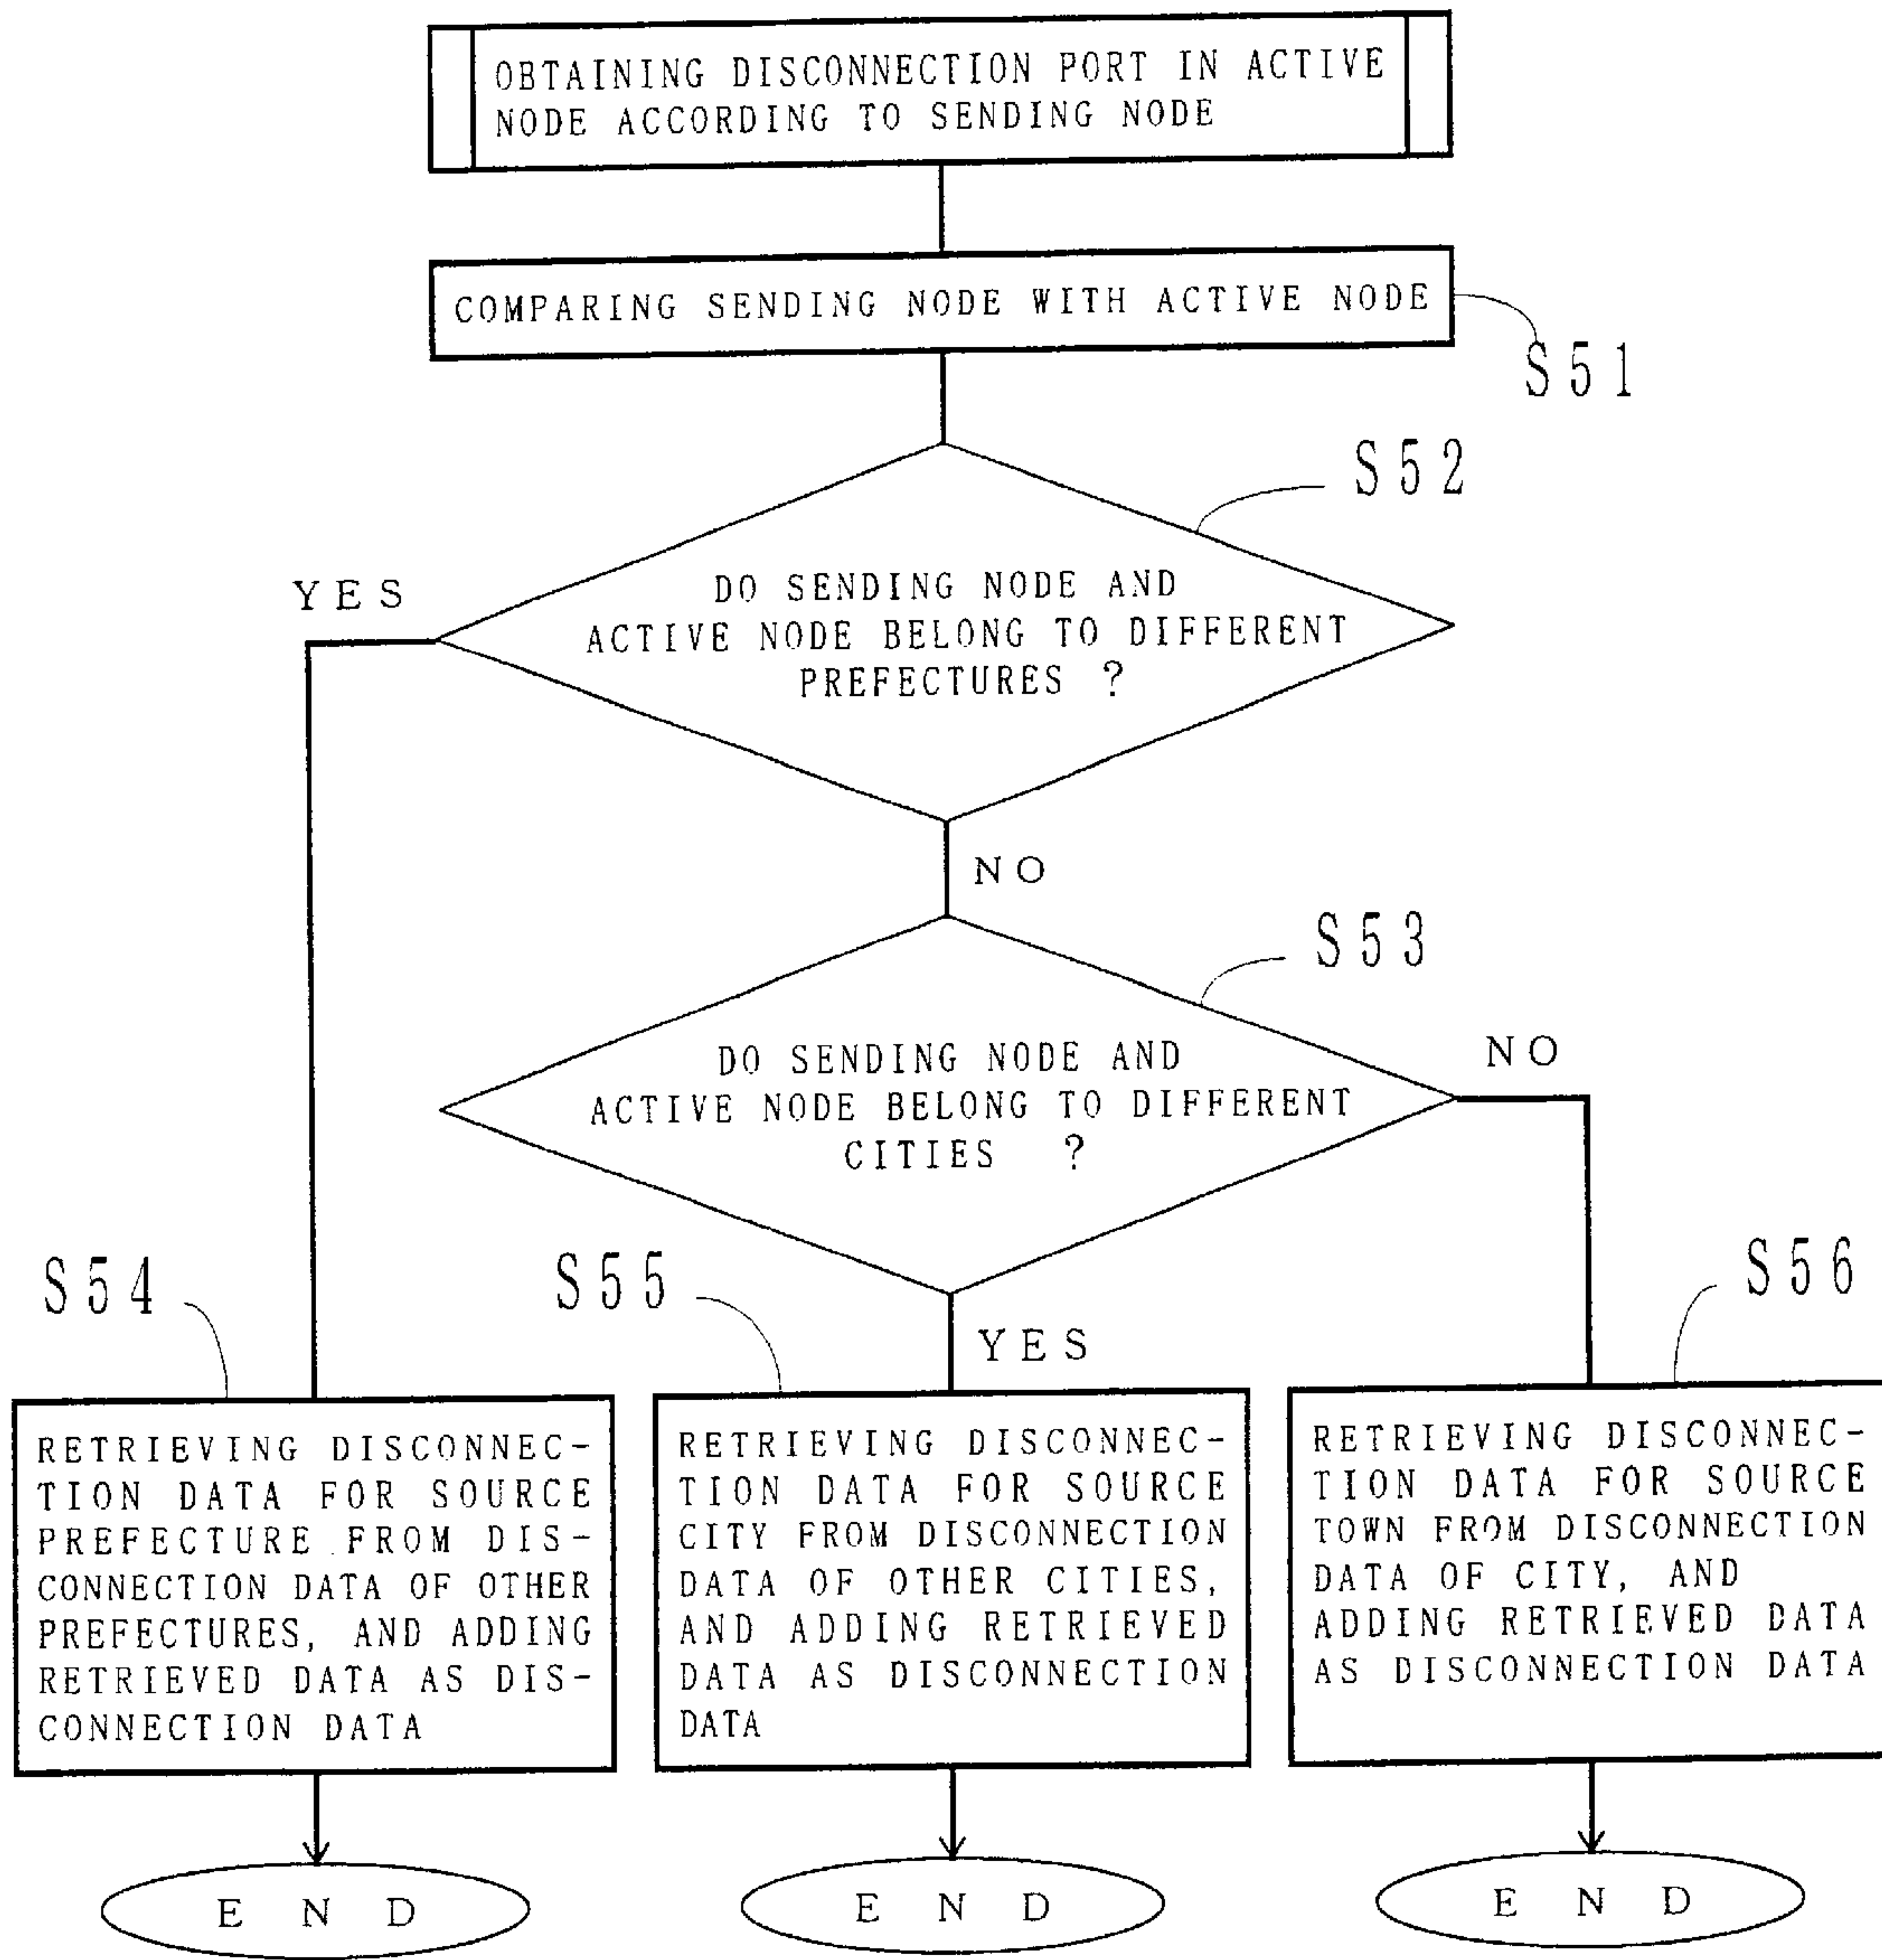 OBTAINING DISCONNECTION PORT IN ACTIVE
NODE ACCORDING TO SENDING NODE
COMPARING SENDING NODE WITH ACTIVE NODE
S51
S52
DO SENDING NODE AND
ACTIVE NODE BELONG TO DIFFERENT
PREFECTURES ?
YES
NO
S53
DO SENDING NODE AND
ACTIVE NODE BELONG TO DIFFERENT
CITIES ?
NO
YES
S54
RETRIEVING DISCONNEC-
TION DATA FOR SOURCE
PREFECTURE FROM DIS-
CONNECTION DATA OF OTHER
PREFECTURES, AND ADDING
RETRIEVED DATA AS DIS-
CONNECTION DATA
S55
RETRIEVING DISCONNEC-
TION DATA FOR SOURCE
CITY FROM DISCONNECTION
DATA OF OTHER CITIES,
AND ADDING RETRIEVED
DATA AS DISCONNECTION
DATA
S56
RETRIEVING DISCONNEC-
TION DATA FOR SOURCE
TOWN FROM DISCONNECTION
DATA OF CITY, AND
ADDING RETRIEVED DATA
AS DISCONNECTION DATA
END
END
END